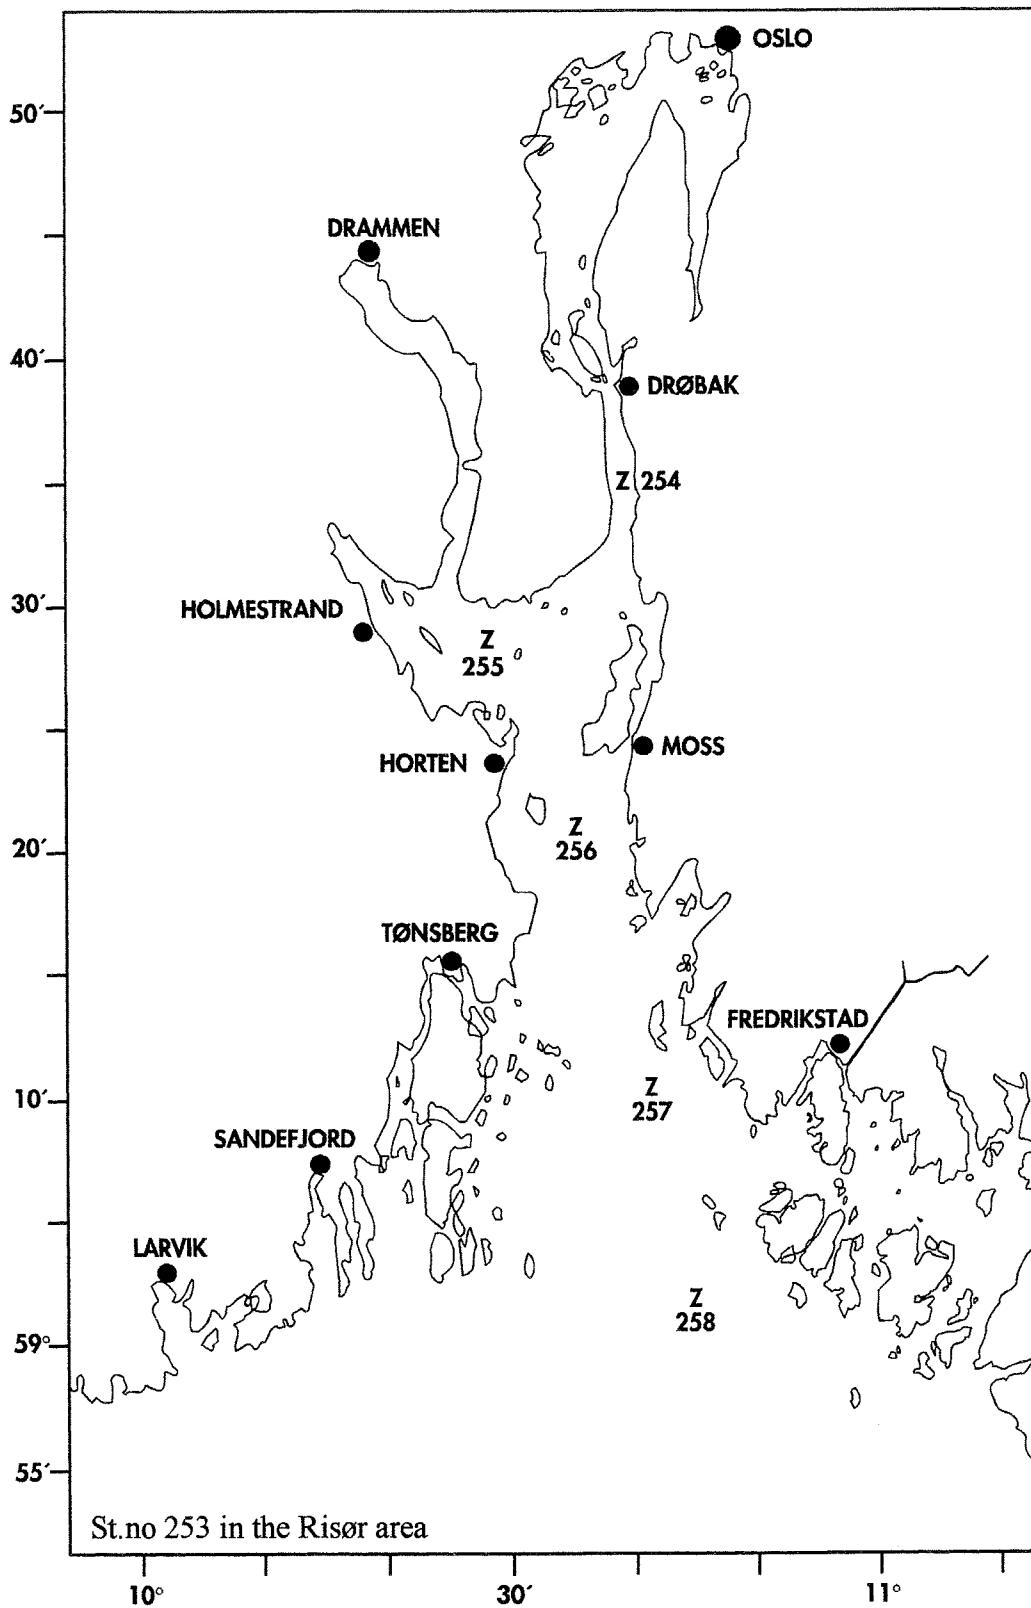 OSLO
50´
DRAMMEN
40´
DRØBAK
Z 254
30´
HOLMESTRAND
Z
255
MOSS
HORTEN
Z
256
20´
TØNSBERG
FREDRIKSTAD
Z
257
10´
SANDEFJORD
LARVIK
Z
258
59°
55´
St.no 253 in the Risør area
10°
30´
11°